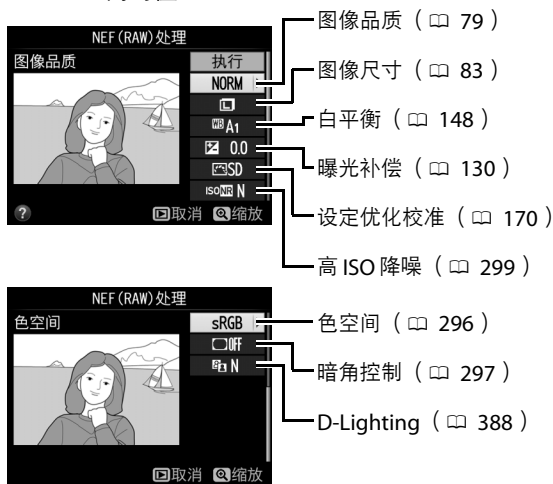 NEF(RAW)处理
图像品质
执行
NORM
WB A1
0.0
SD
ISO NR N
?
取消 缩放
图像品质（ 79 ）
图像尺寸（ 83 ）
白平衡（ 148 ）
曝光补偿（ 130 ）
设定优化校准（ 170 ）
高 ISO 降噪（ 299 ）
NEF(RAW)处理
色空间
sRGB
OFF
N
取消 缩放
色空间（ 296 ）
暗角控制（ 297 ）
D-Lighting（ 388 ）